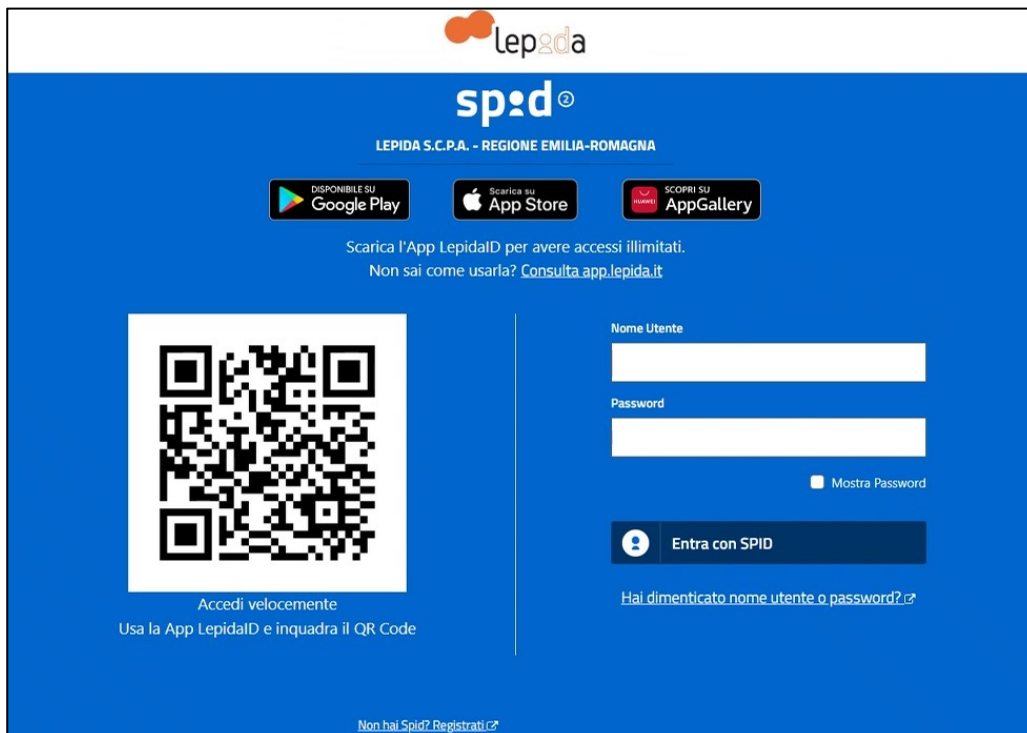 lepida
spid 2
LEPIDA S.C.P.A. - REGIONE EMILIA-ROMAGNA
DISPONIBILE SU
Google Play
Scarica su
App Store
HUAWEI
SCOPRI SU
AppGallery
Scarica l'App LepidaID per avere accessi illimitati.
Non sai come usarla? Consulta app.lepida.it
Accedi velocemente
Usa la App LepidaID e inquadra il QR Code
Nome Utente
Password
Mostra Password
Entra con SPID
Hai dimenticato nome utente o password?
Non hai Spid? Registrati